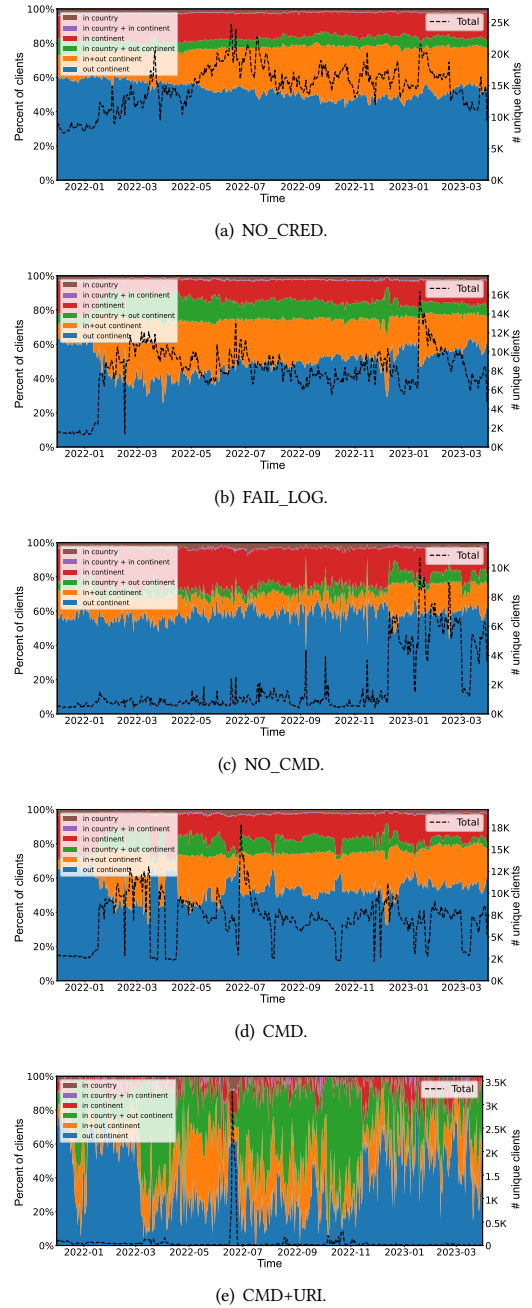 100%
80%
60%
40%
20%
0%
Percent of clients
in country
in country + in continent
in continent
in country + out continent
in+out continent
out continent
Total
25K
20K
15K
10K
5K
0K
# unique clients
2022-01 2022-03 2022-05 2022-07 2022-09 2022-11 2023-01 2023-03
Time
(a) NO_CRED.
100%
80%
60%
40%
20%
0%
Percent of clients
in country
in country + in continent
in continent
in country + out continent
in+out continent
out continent
Total
16K
14K
12K
10K
8K
6K
4K
2K
0K
# unique clients
2022-01 2022-03 2022-05 2022-07 2022-09 2022-11 2023-01 2023-03
Time
(b) FAIL_LOG.
100%
80%
60%
40%
20%
0%
Percent of clients
in country
in country + in continent
in continent
in country + out continent
in+out continent
out continent
Total
10K
8K
6K
4K
2K
0K
# unique clients
2022-01 2022-03 2022-05 2022-07 2022-09 2022-11 2023-01 2023-03
Time
(c) NO_CMD.
100%
80%
60%
40%
20%
0%
Percent of clients
in country
in country + in continent
in continent
in country + out continent
in+out continent
out continent
Total
18K
15K
12K
10K
8K
5K
2K
0K
# unique clients
2022-01 2022-03 2022-05 2022-07 2022-09 2022-11 2023-01 2023-03
Time
(d) CMD.
100%
80%
60%
40%
20%
0%
Percent of clients
in country
in country + in continent
in continent
in country + out continent
in+out continent
out continent
Total
3.5K
3K
2.5K
2K
1.5K
1K
0.5K
0
# unique clients
2022-01 2022-03 2022-05 2022-07 2022-09 2022-11 2023-01 2023-03
Time
(e) CMD+URI.